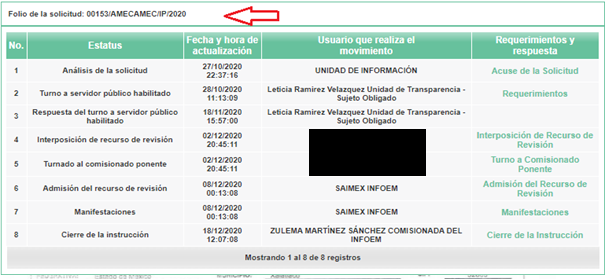 Folio de la solicitud: 00153/AMECAMEC/IP/2020
No. Estatus Fecha y hora de actualización Usuario que realiza el movimiento Requerimientos y respuesta
1 Análisis de la solicitud 27/10/2020 22:37:16 UNIDAD DE INFORMACIÓN Acuse de la Solicitud
2 Turno a servidor público habilitado 28/10/2020 11:13:09 Leticia Ramirez Velazquez Unidad de Transparencia - Sujeto Obligado Requerimientos
3 Respuesta del turno a servidor público habilitado 18/11/2020 15:57:00 Leticia Ramirez Velazquez Unidad de Transparencia - Sujeto Obligado
4 Interposición de recurso de revisión 02/12/2020 20:45:11 Interposición de Recurso de Revisión
5 Turnado al comisionado ponente 02/12/2020 20:45:11 Turno a Comisionado Ponente
6 Admisión del recurso de revisión 08/12/2020 00:13:08 SAIMEX INFOEM Admisión del Recurso de Revisión
7 Manifestaciones 08/12/2020 00:13:08 SAIMEX INFOEM Manifestaciones
8 Cierre de la instrucción 18/12/2020 12:07:08 ZULEMA MARTÍNEZ SÁNCHEZ COMISIONADA DEL INFOEM Cierre de la instrucción
Mostrando 1 al 8 de 8 registros